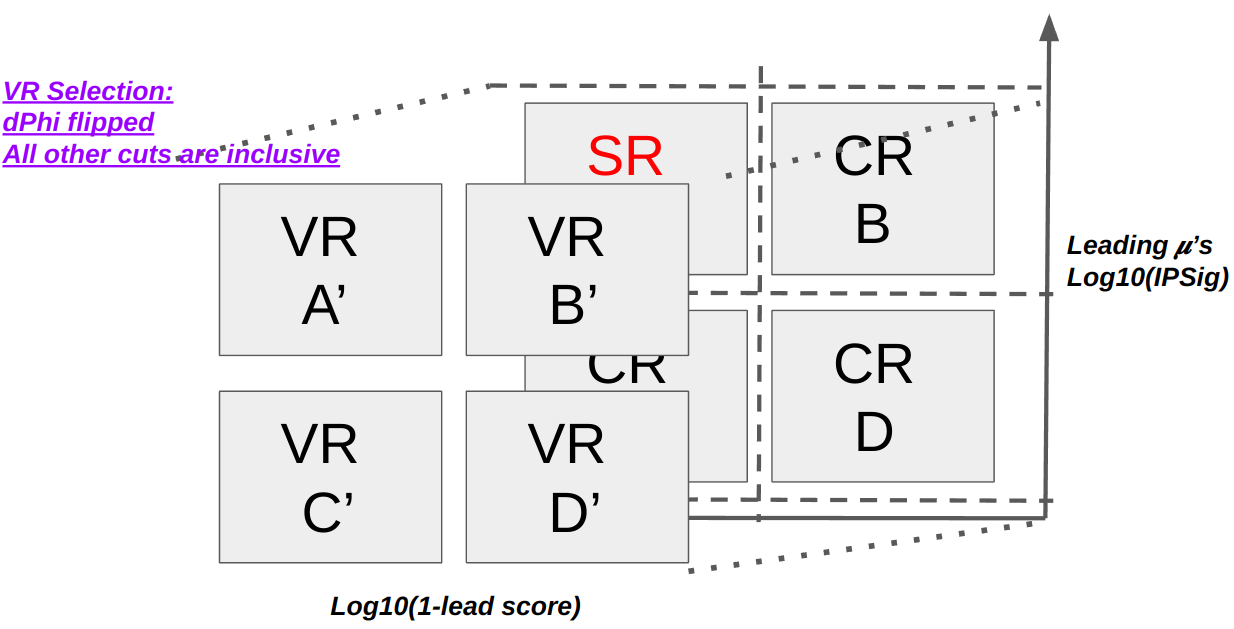 VR Selection:
dPhi flipped
All other cuts are inclusive
SR
CR
B
VR
A’
VR
B’
Leading 𝝁’s
Log10(IPSig)
CR
CR
D
VR
C’
VR
D’
Log10(1-lead score)